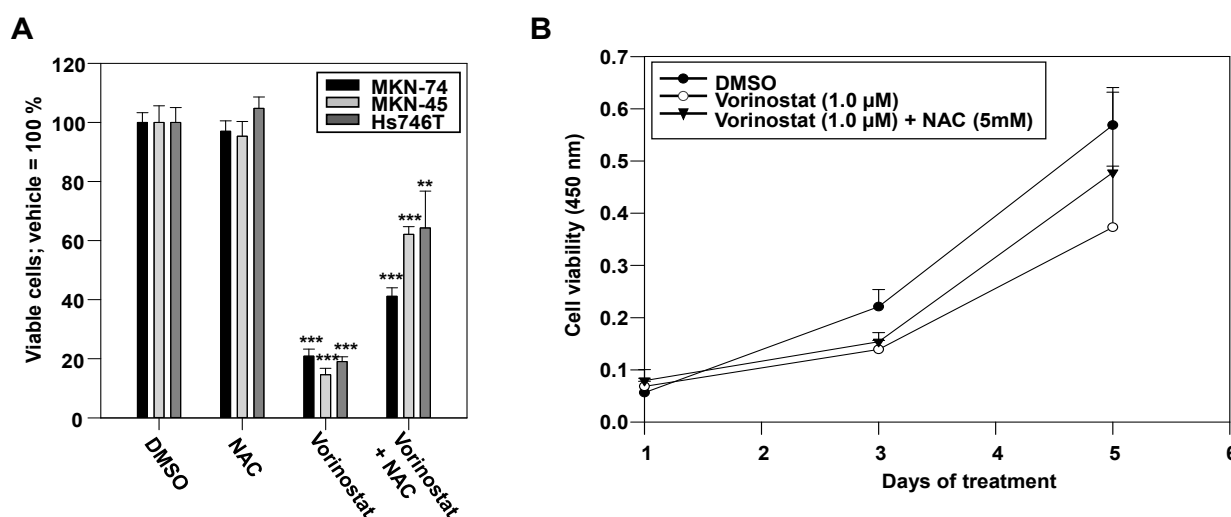 A
Viable cells; vehicle = 100 %
120
100
80
60
40
20
0
MKN-74
MKN-45
Hs746T
***
***
***
***
***
**
DMSO
NAC
Vorinostat
Vorinostat
+ NAC
B
Cell viability (450 nm)
0.7
0.6
0.5
0.4
0.3
0.2
0.1
0.0
DMSO
Vorinostat (1.0 μM)
Vorinostat (1.0 μM) + NAC (5mM)
1 2 3 4 5 6
Days of treatment